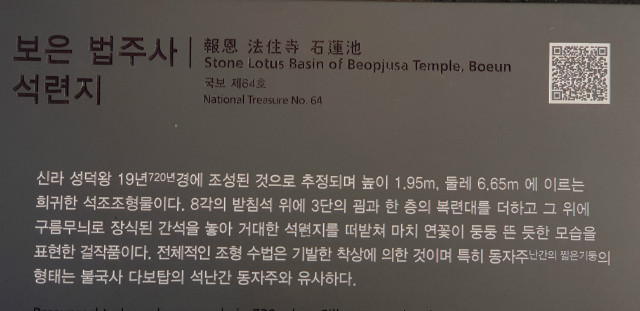 보은 법주사
석련지
報恩 法住寺 石蓮池
Stone Lotus Basin of Beopjusa Temple, Boeun
국보 제64호
National Treasure No. 64
신라 성덕왕 19년720년경에 조성된 것으로 추정되며 높이 1.95m, 둘레 6.65m 에 이르는
희귀한 석조조형물이다. 8각의 받침석 위에 3단의 굄과 한 층의 복련대를 더하고 그 위에
구름무늬로 장식된 간석을 놓아 거대한 석련지를 떠받쳐 마치 연꽃이 둥둥 뜬 듯한 모습을
표현한 걸작품이다. 전체적인 조형 수법은 기발한 착상에 의한 것이며 특히 동자주난간의 짧은기둥의
형태는 불국사 다보탑의 석난간 동자주와 유사하다.